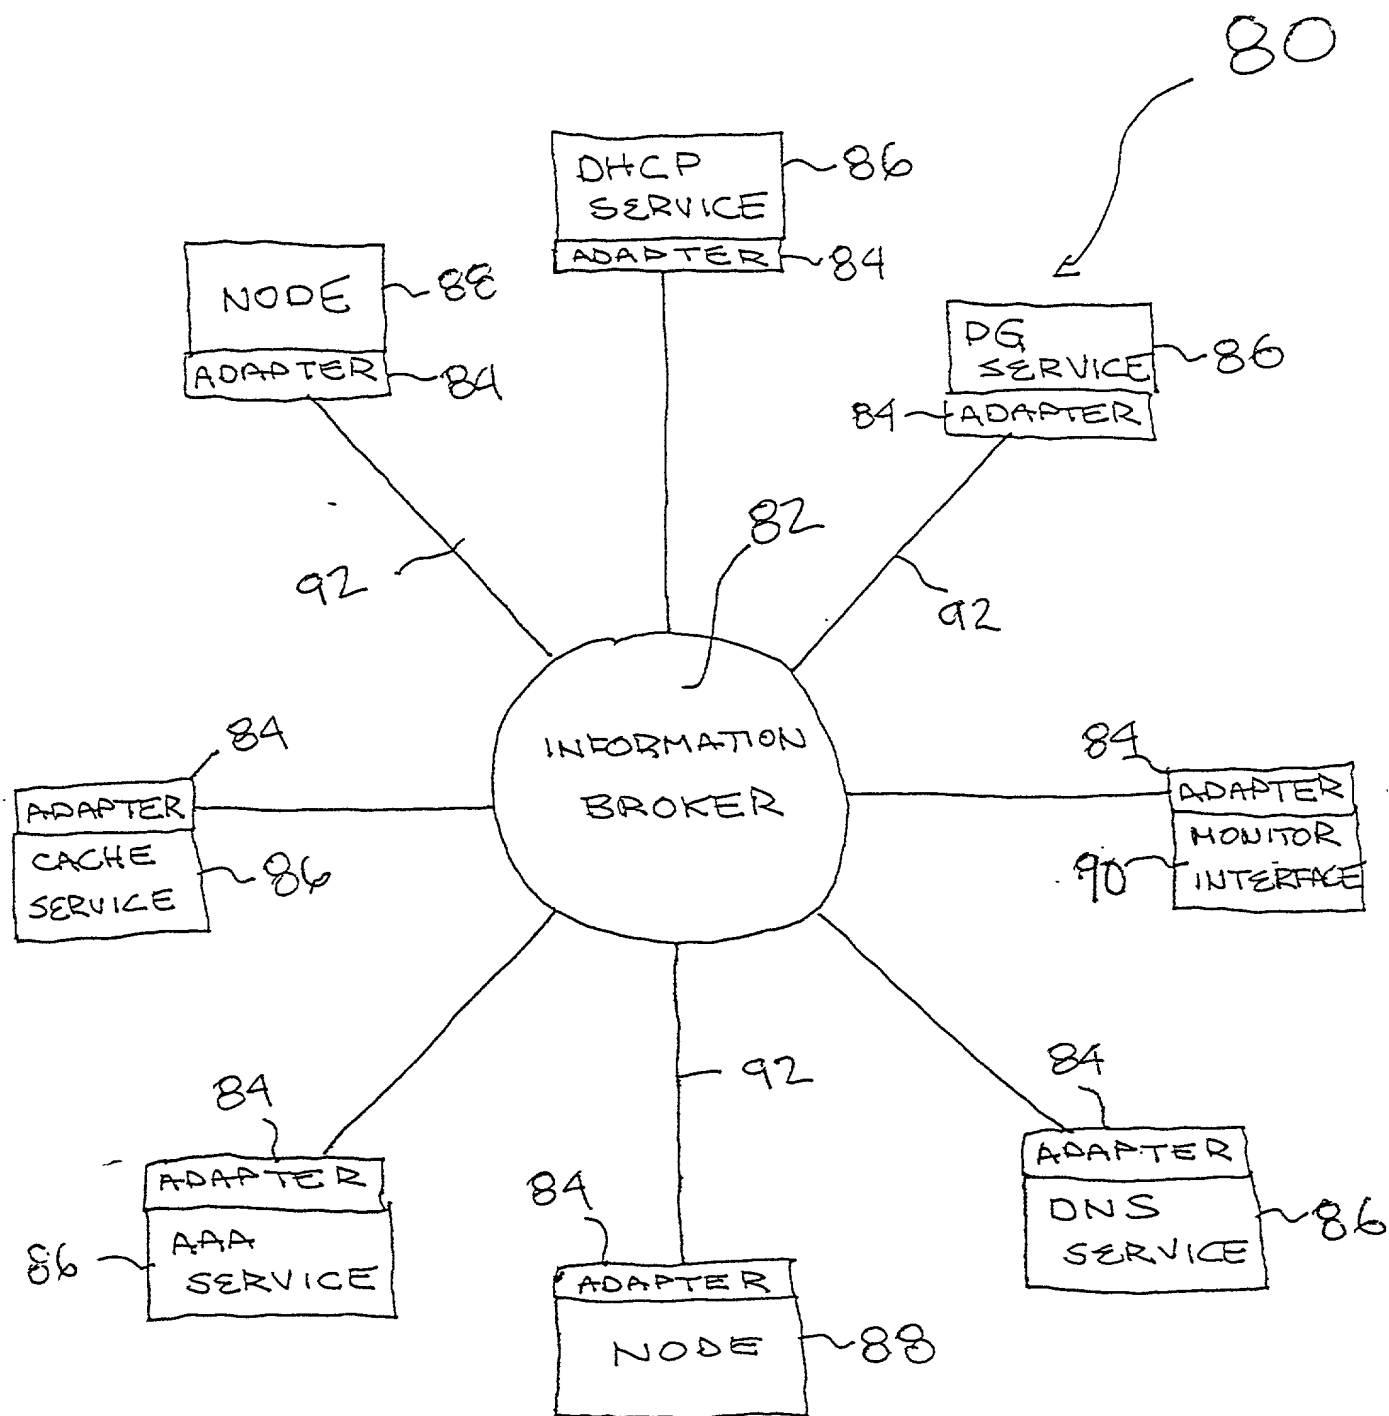 80
DHCP
SERVICE
86
ADAPTER
84
NODE
88
ADAPTER
84
DG
SERVICE
86
84
ADAPTER
82
92
92
INFORMATION
BROKER
84
ADAPTER
CACHE
SERVICE
86
84
ADAPTER
MONITOR
INTERFACE
90
92
84
ADAPTER
AAA
SERVICE
86
84
ADAPTER
NODE
88
84
ADAPTER
DNS
SERVICE
86